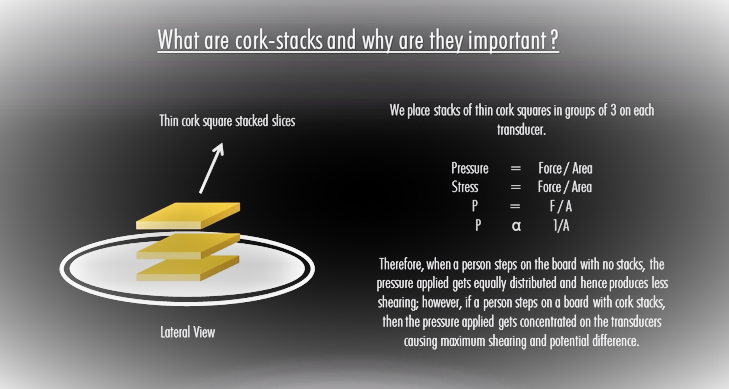 What are cork-stacks and why are they important ?
Thin cork square stacked slices
Lateral View
We place stacks of thin cork squares in groups of 3 on each
transducer.
Pressure = Force / Area
Stress = Force / Area
P = F / A
P α 1/A
Therefore, when a person steps on the board with no stacks, the
pressure applied gets equally distributed and hence produces less
shearing; however, if a person steps on a board with cork stacks,
then the pressure applied gets concentrated on the transducers
causing maximum shearing and potential difference.